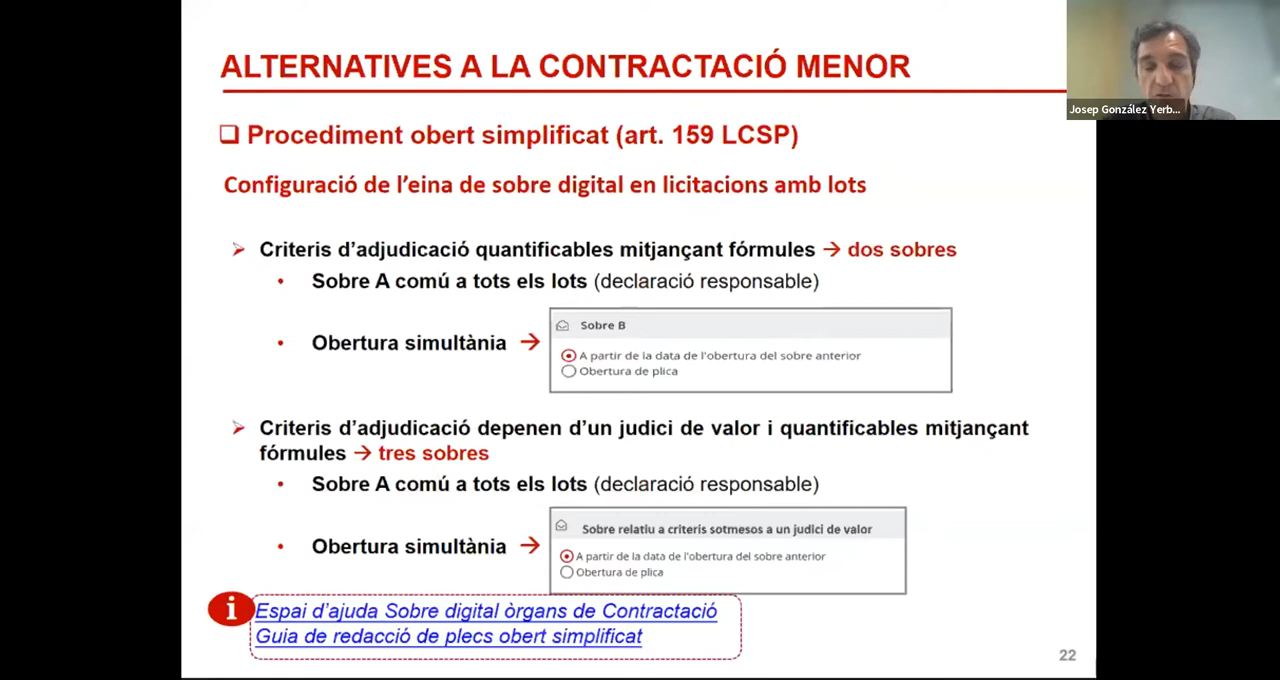 ALTERNATIVES A LA CONTRACTACIÓ MENOR
Josep González Yerb...
Procediment obert simplificat (art. 159 LCSP)
Configuració de l'eina de sobre digital en licitacions amb lots
Criteris d'adjudicació quantificables mitjançant fórmules → dos sobres
• Sobre A comú a tots els lots (declaració responsable)
• Obertura simultània →
Sobre B
A partir de la data de l'obertura del sobre anterior
Obertura de plica
Criteris d'adjudicació depenen d'un judici de valor i quantificables mitjançant
fórmules → tres sobres
• Sobre A comú a tots els lots (declaració responsable)
• Obertura simultània →
Sobre relatiu a criteris sotmesos a un judici de valor
A partir de la data de l'obertura del sobre anterior
Obertura de plica
i
Espai d'ajuda Sobre digital òrgans de Contractació
Guia de redacció de plecs obert simplificat
22